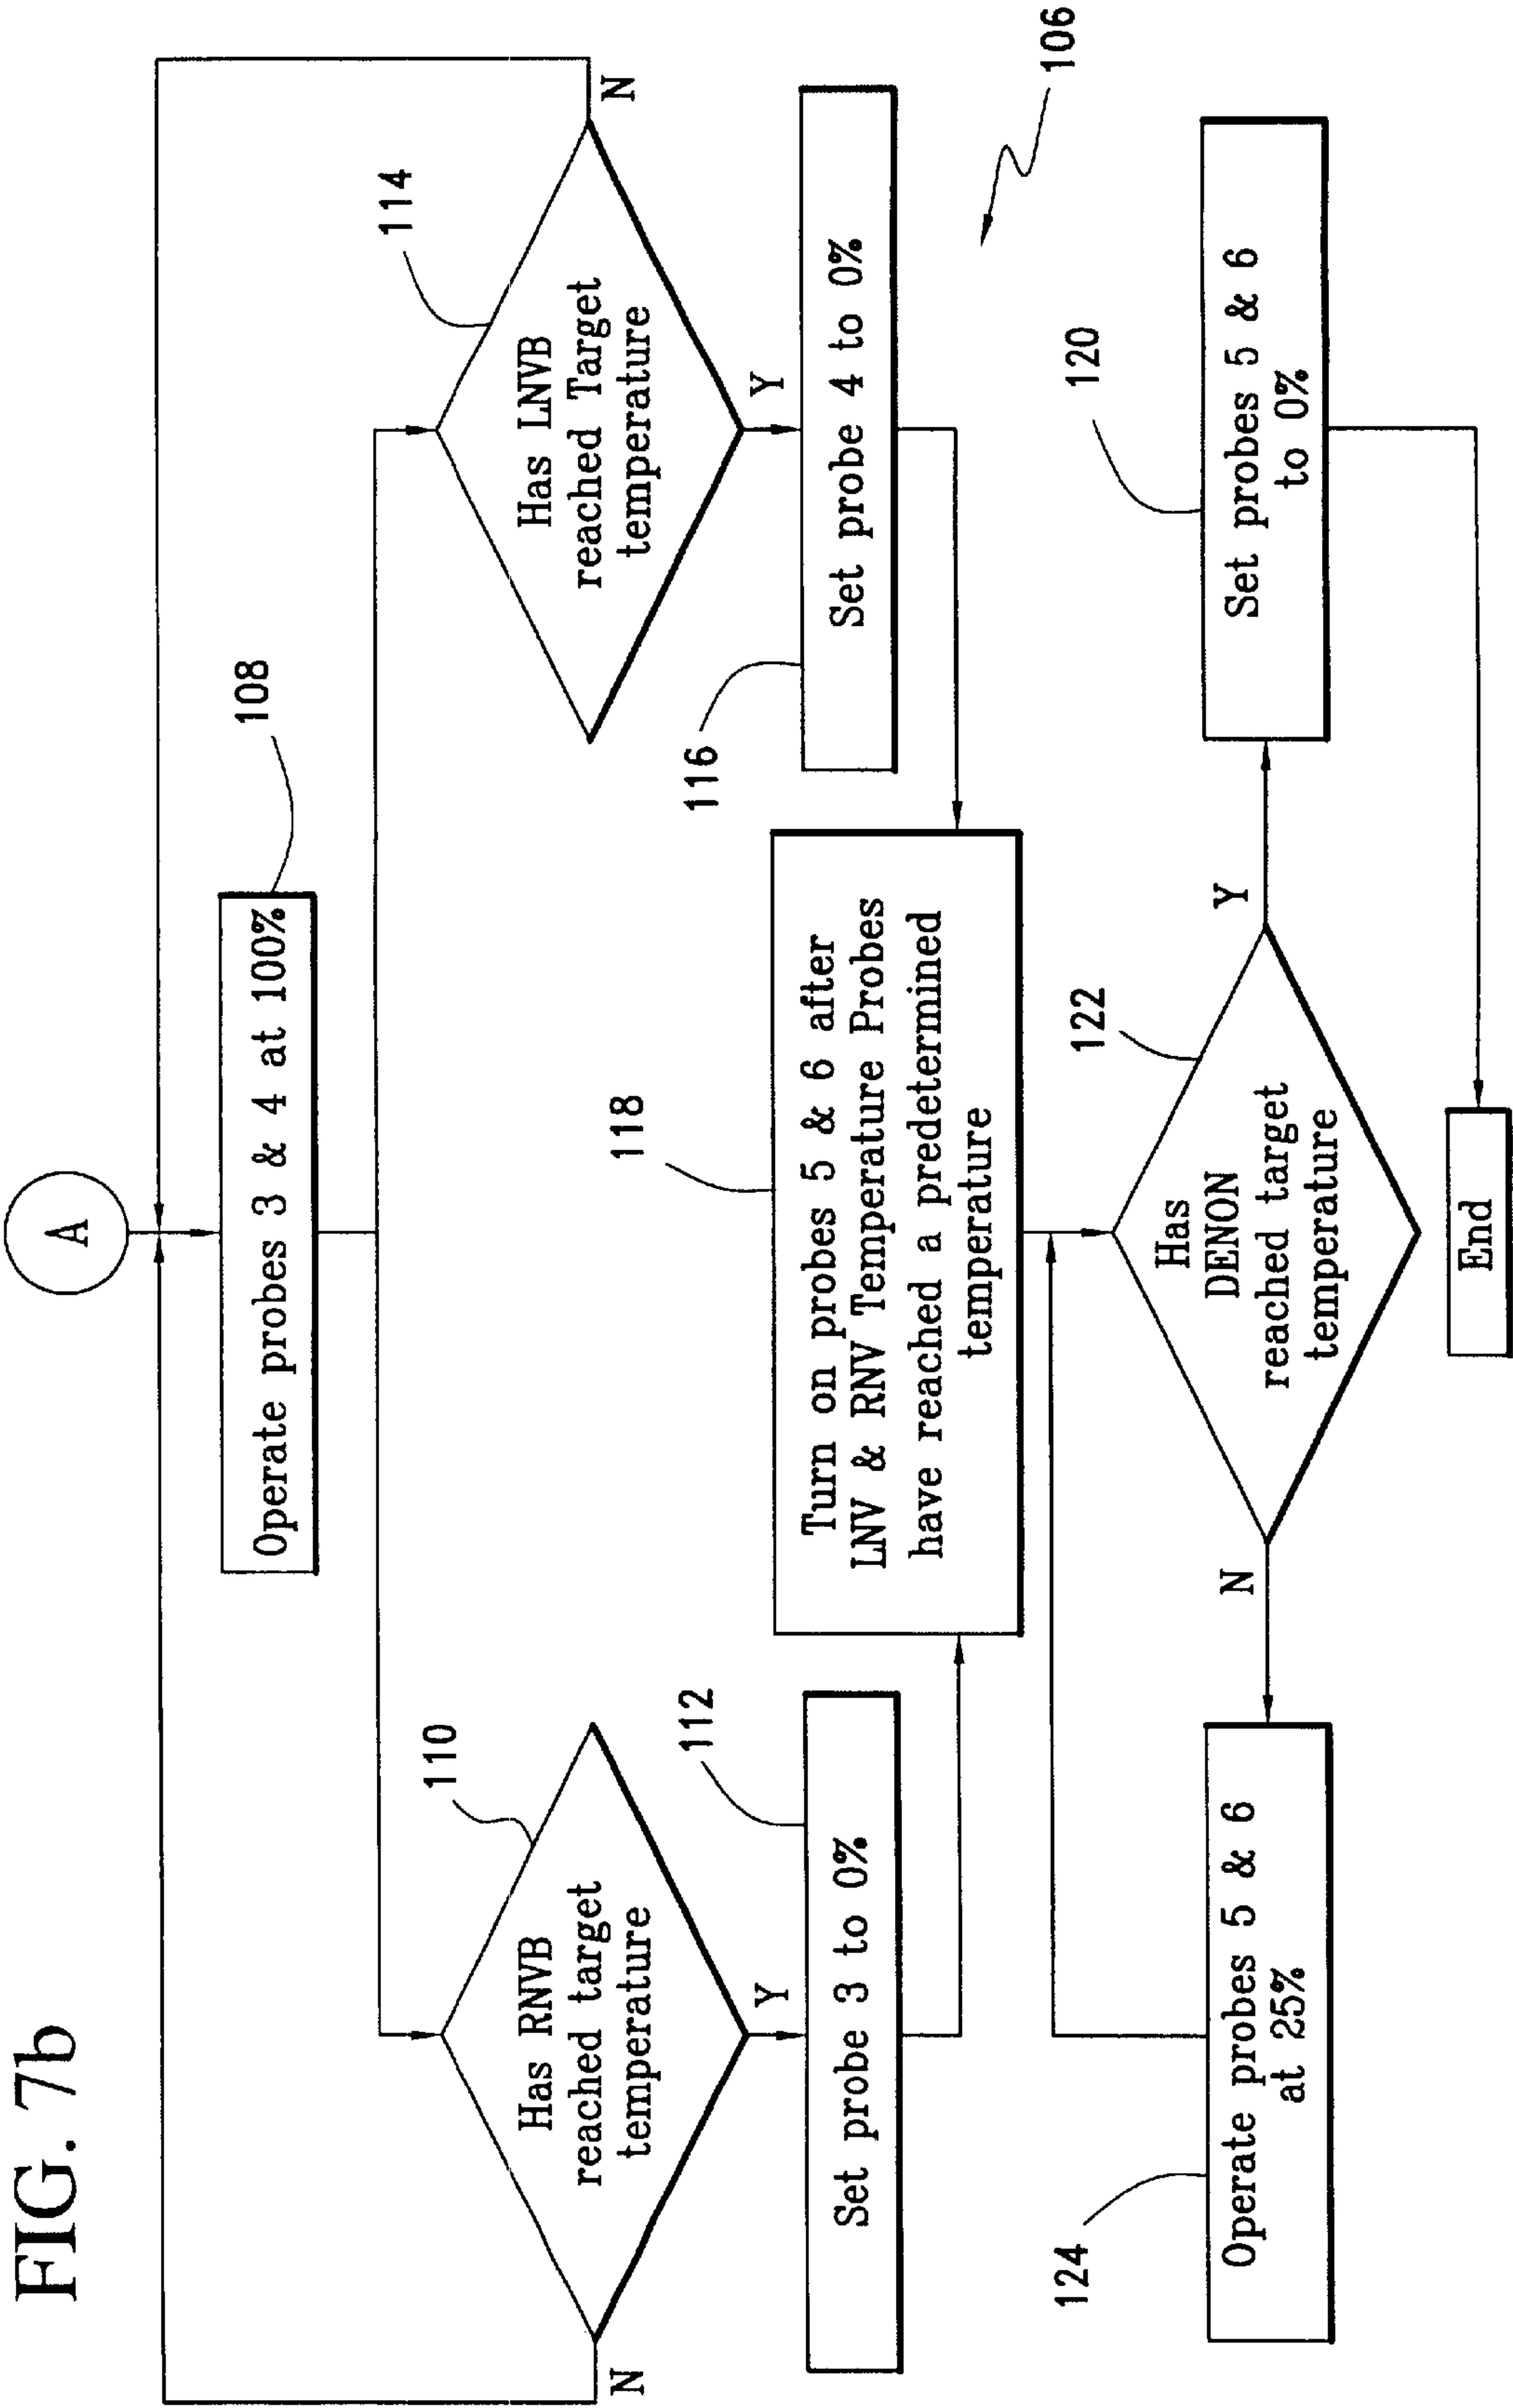 FIG. 7b
A
Operate probes 3 & 4 at 100%
108
110
Has RNVB
reached target
temperature
N
Y
112
Set probe 3 to 0%
114
Has LNVB
reached Target
temperature
N
Y
116
Set probe 4 to 0%
106
118
Turn on probes 5 & 6 after
LNV & RNV Temperature Probes
have reached a predetermined
temperature
122
Has
DENON
reached target
temperature
N
Y
124
Operate probes 5 & 6
at 25%
120
Set probes 5 & 6
to 0%
End